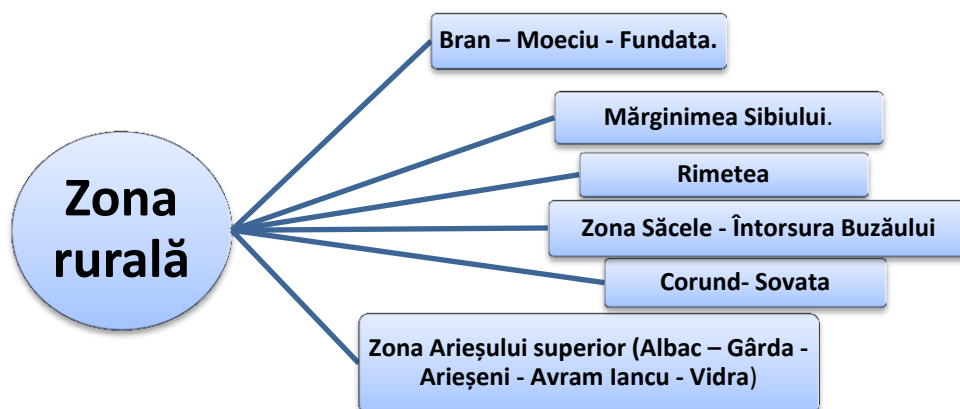 Zona
rurală
Bran – Moeciu - Fundata.
Mărginimea Sibiului.
Rimetea
Zona Săcele - Întorsura Buzăului
Corund- Sovata
Zona Arieșului superior (Albac – Gârda -
Arieșeni - Avram Iancu - Vidra)